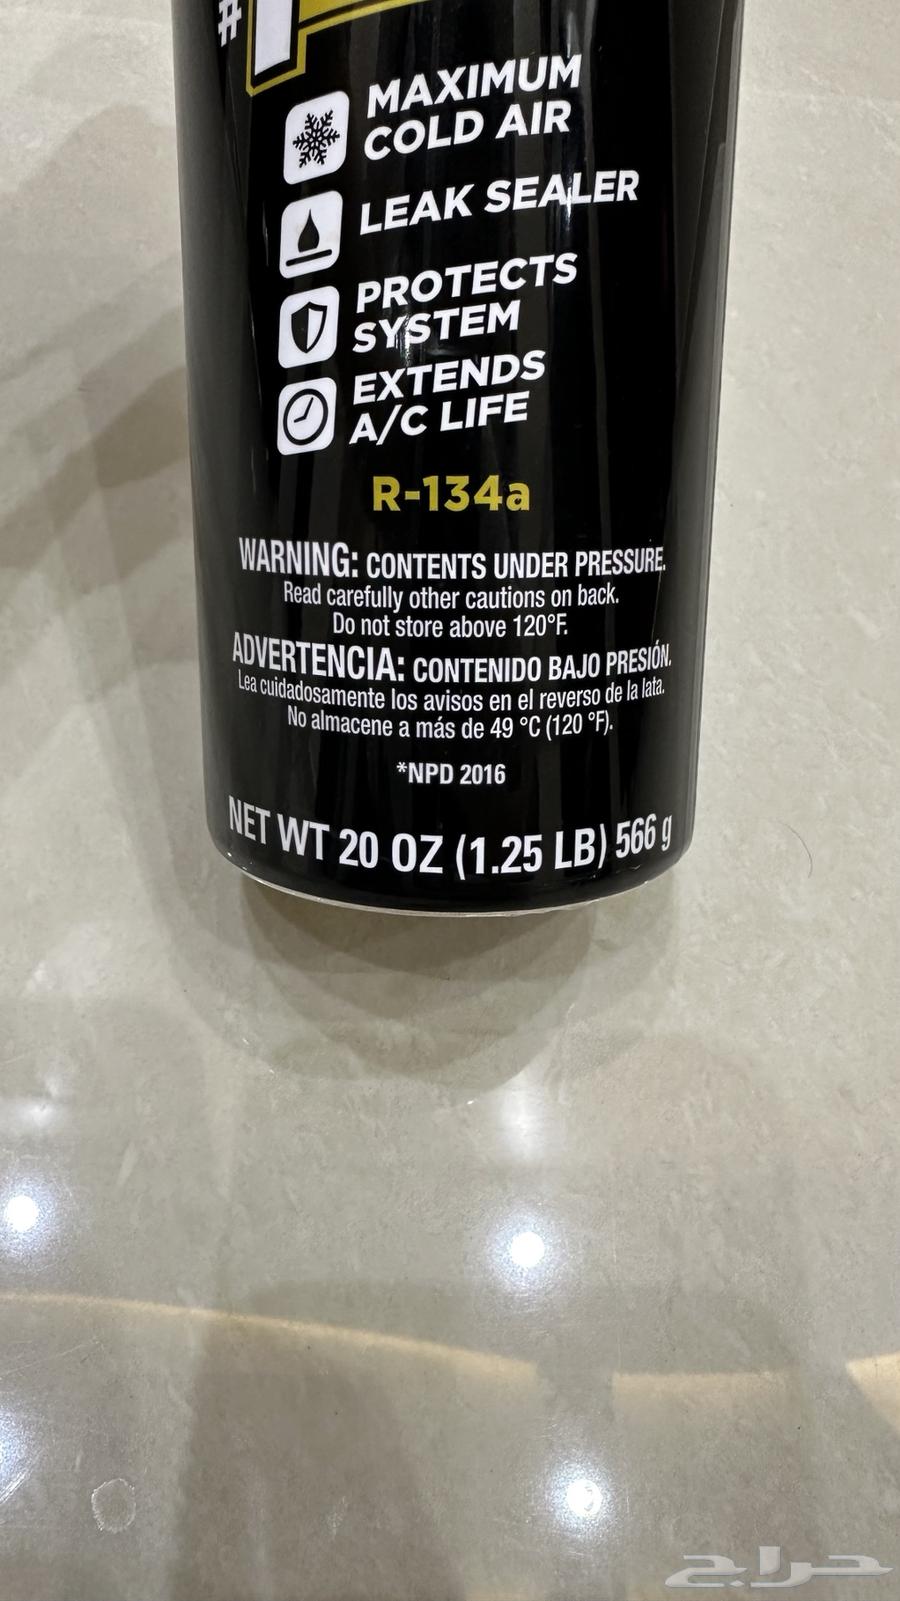 #1
MAXIMUM
COLD AIR
LEAK SEALER
PROTECTS
SYSTEM
EXTENDS
A/C LIFE
R-134a
WARNING: CONTENTS UNDER PRESSURE.
Read carefully other cautions on back.
Do not store above 120°F.
ADVERTENCIA: CONTENIDO BAJO PRESIÓN.
Lea cuidadosamente los avisos en el reverso de la lata.
No almacene a más de 49 °C (120 °F).
*NPD 2016
NET WT 20 OZ (1.25 LB) 566 g
حراج